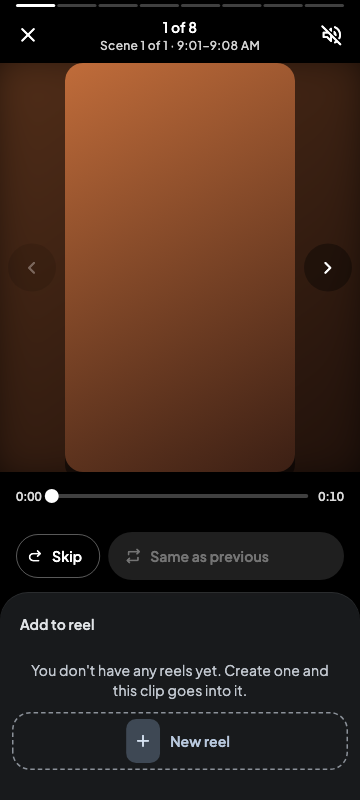 1 of 8
Scene 1 of 1 · 9:01–9:08 AM
0:00
0:10
Skip
Same as previous
Add to reel
You don't have any reels yet. Create one and
this clip goes into it.
New reel